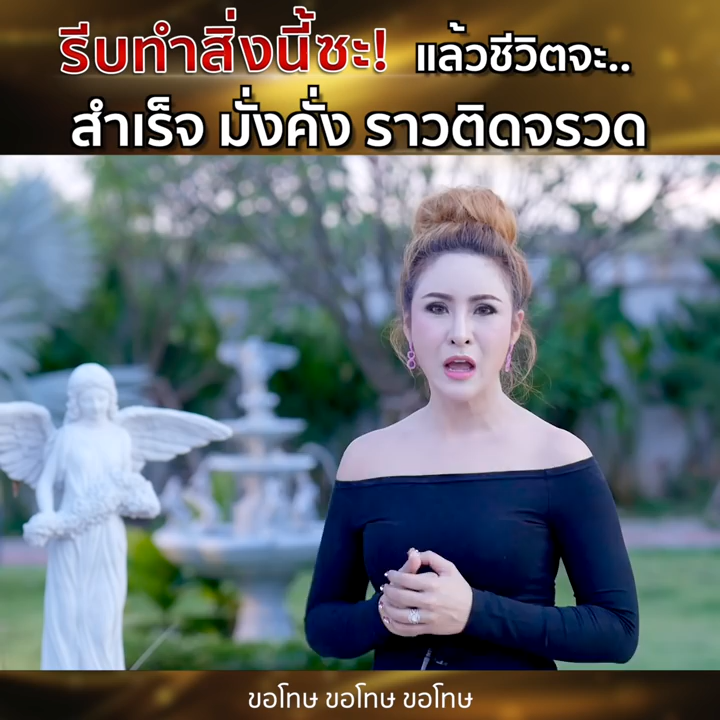 รีบทำสิ่งนี้ซะ! แล้วชีวิตจะ..
สำเร็จ มั่งคั่ง ราวติดจรวด
ขอโทษ ขอโทษ ขอโทษ